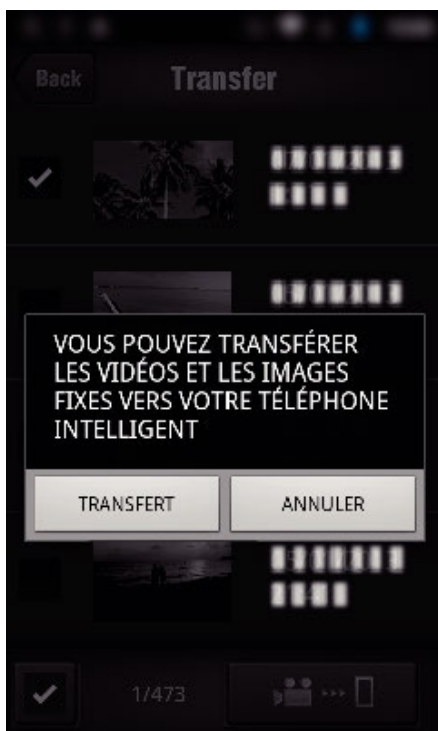 Back
Transfer
VOUS POUVEZ TRANSFÉRER
LES VIDÉOS ET LES IMAGES
FIXES VERS VOTRE TÉLÉPHONE
INTELLIGENT
TRANSFERT
ANNULER
1/473